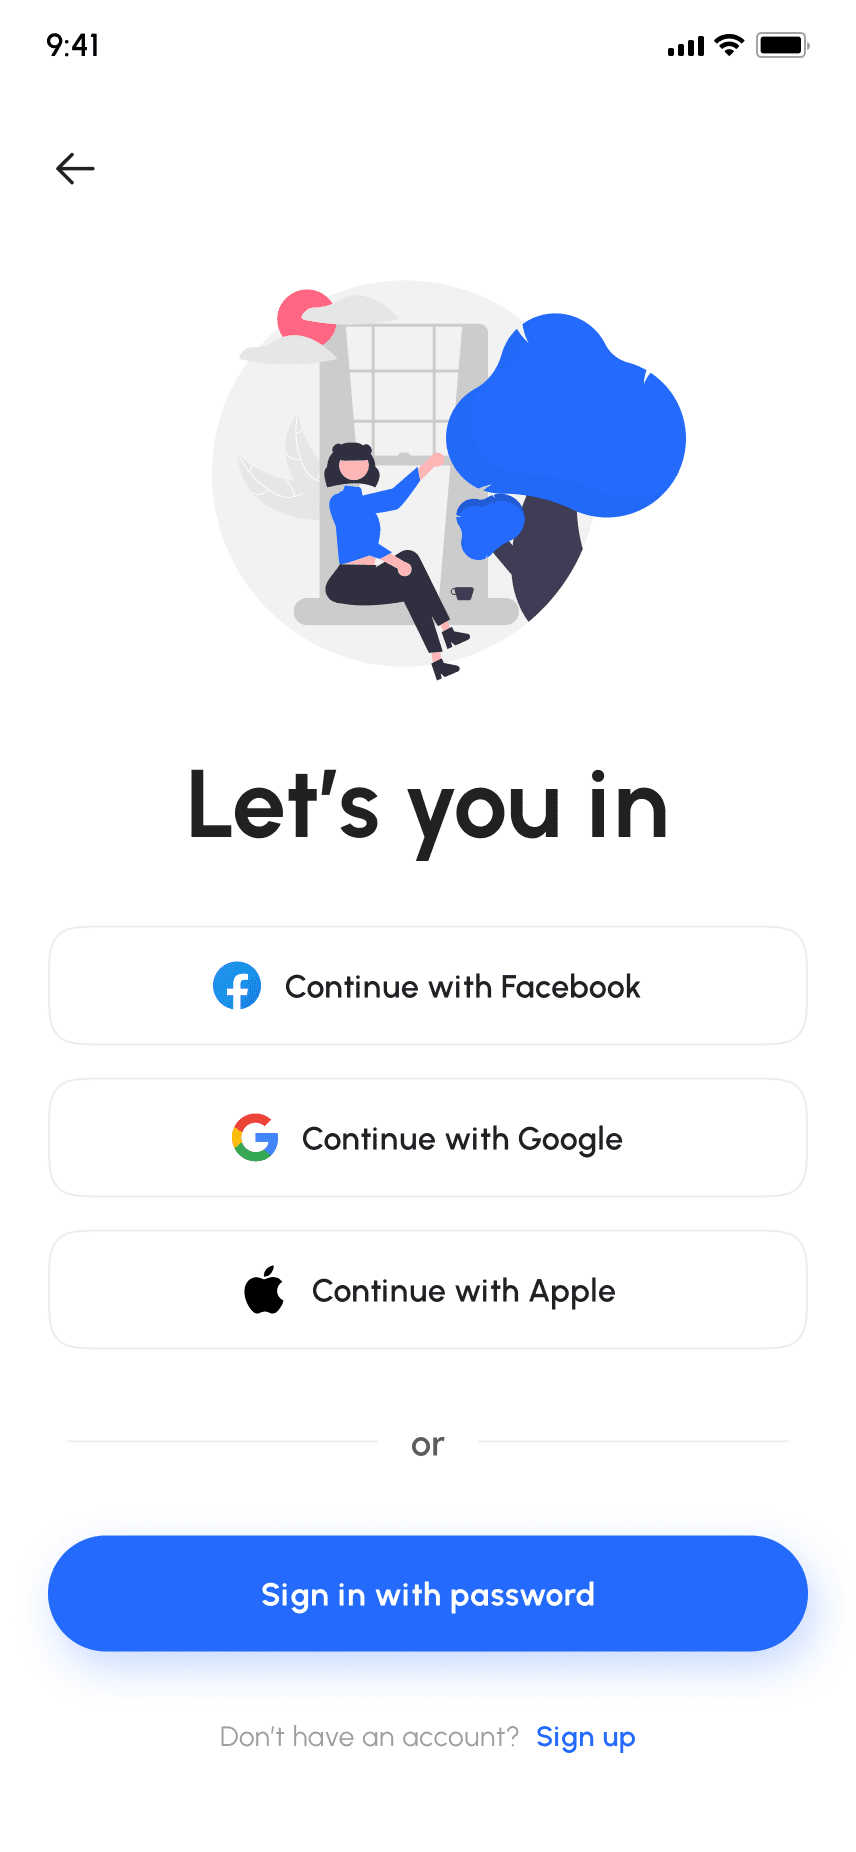 9:41
Let’s you in
Continue with Facebook
Continue with Google
Continue with Apple
or
Sign in with password
Don’t have an account? Sign up